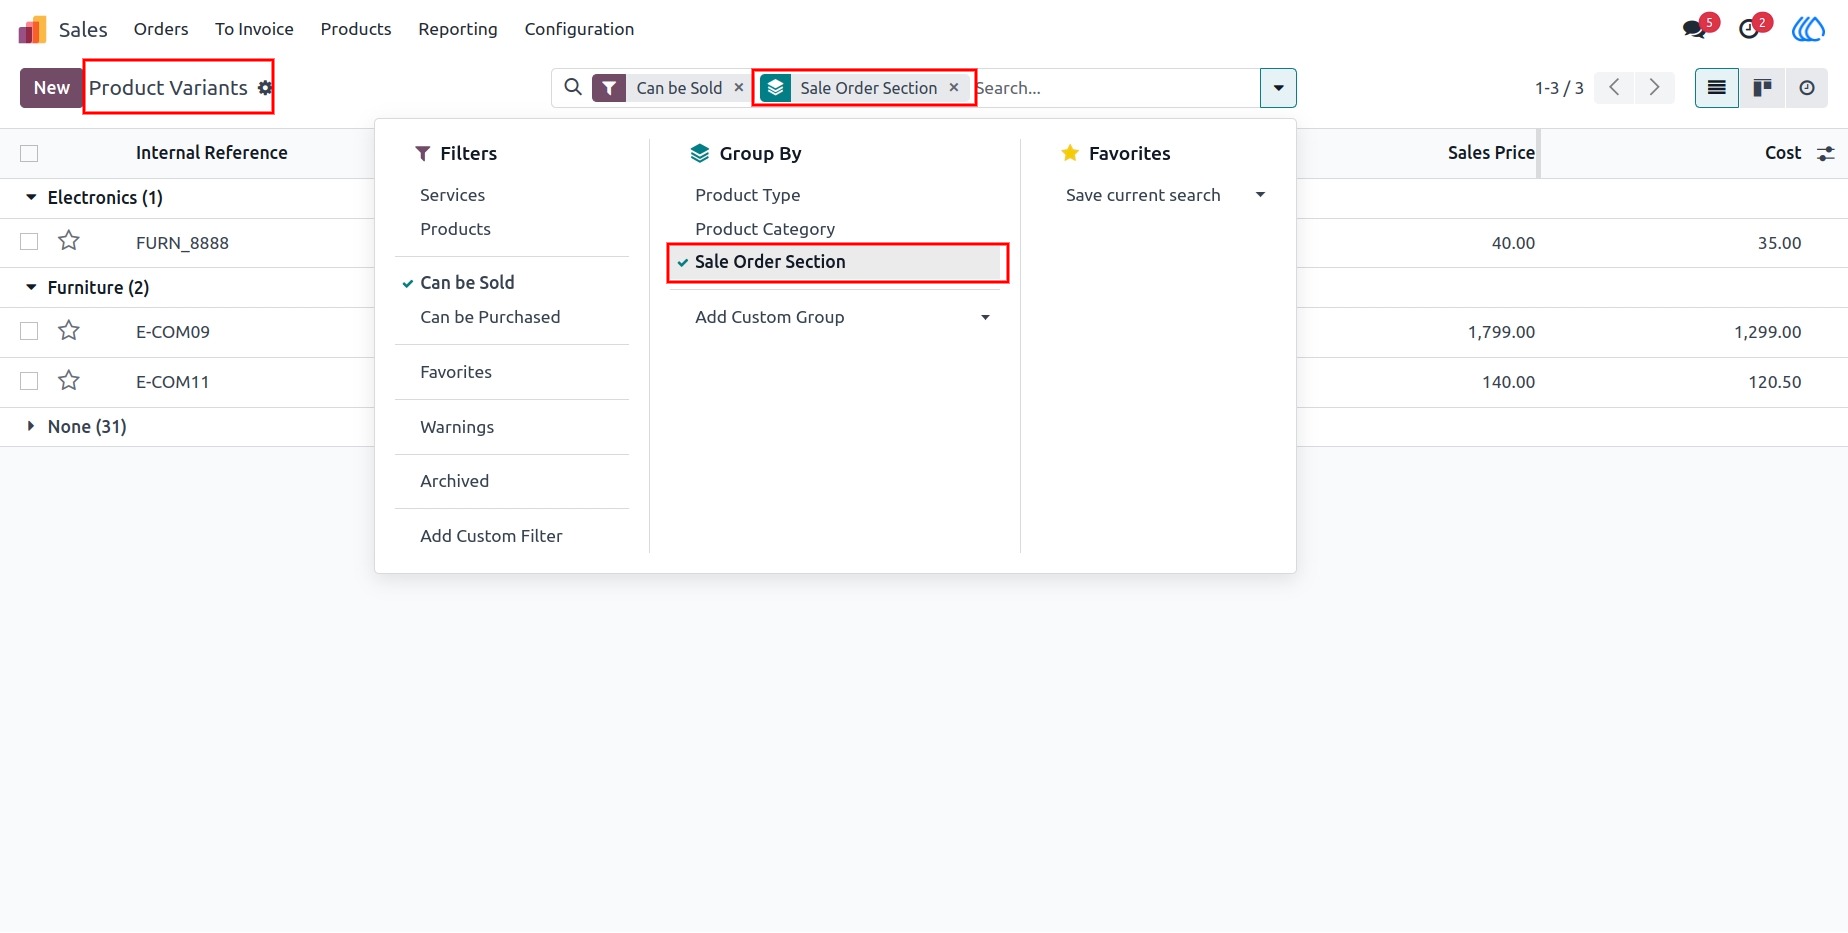 Sales Orders To Invoice Products Reporting Configuration 5 2
New Product Variants Can be Sold × Sale Order Section × Search... 1-3 / 3
Internal Reference Sales Price Cost
Filters Group By Favorites
Services Product Type Save current search
Products Product Category
Can be Sold Sale Order Section
Can be Purchased Add Custom Group
Favorites
Warnings
Archived
Add Custom Filter
Electronics (1)
FURN_8888 40.00 35.00
Furniture (2)
E-COM09 1,799.00 1,299.00
E-COM11 140.00 120.50
None (31)